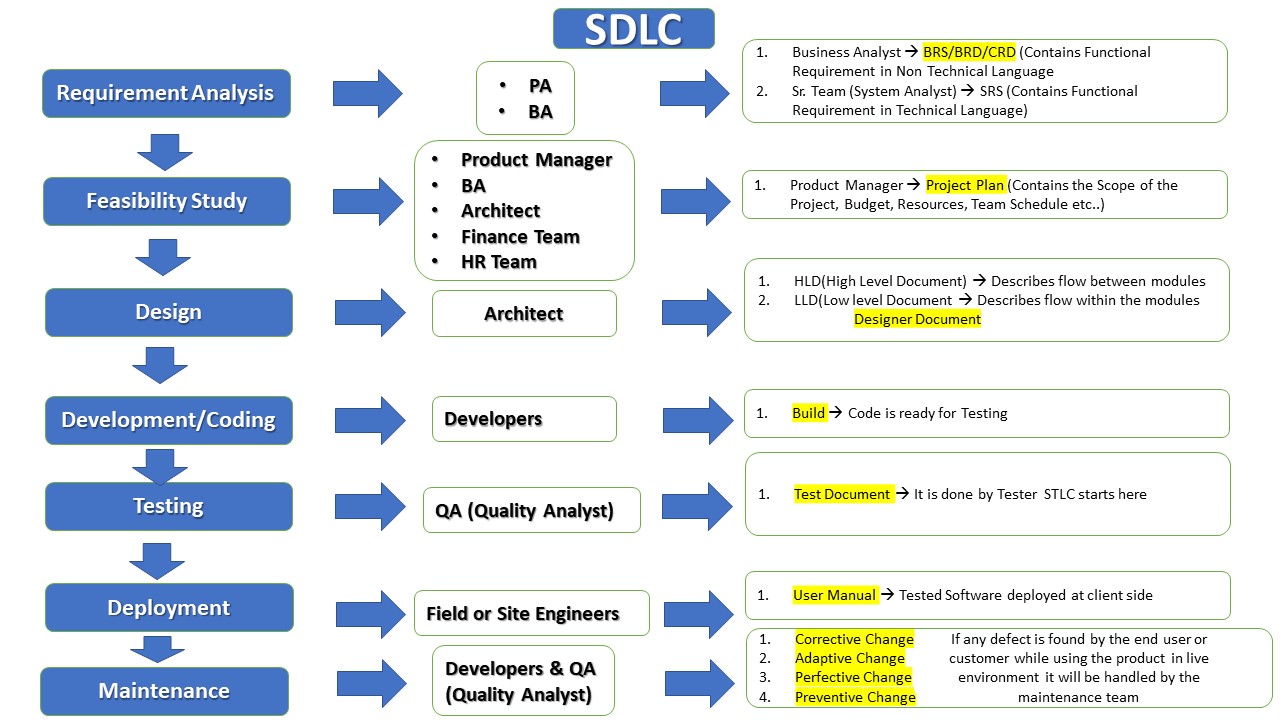 SDLC
Requirement Analysis
• PA
• BA
1. Business Analyst → BRS/BRD/CRD (Contains Functional
Requirement in Non Technical Language
2. Sr. Team (System Analyst) → SRS (Contains Functional
Requirement in Technical Language)
Feasibility Study
• Product Manager
• BA
• Architect
• Finance Team
• HR Team
1. Product Manager → Project Plan (Contains the Scope of the
Project, Budget, Resources, Team Schedule etc..)
Design
Architect
1. HLD(High Level Document) → Describes flow between modules
2. LLD(Low level Document → Describes flow within the modules
Designer Document
Development/Coding
Developers
1. Build → Code is ready for Testing
Testing
QA (Quality Analyst)
1. Test Document → It is done by Tester STLC starts here
Deployment
Field or Site Engineers
1. User Manual → Tested Software deployed at client side
Maintenance
Developers & QA
(Quality Analyst)
1. Corrective Change
2. Adaptive Change
3. Perfective Change
4. Preventive Change
If any defect is found by the end user or
customer while using the product in live
environment it will be handled by the
maintenance team